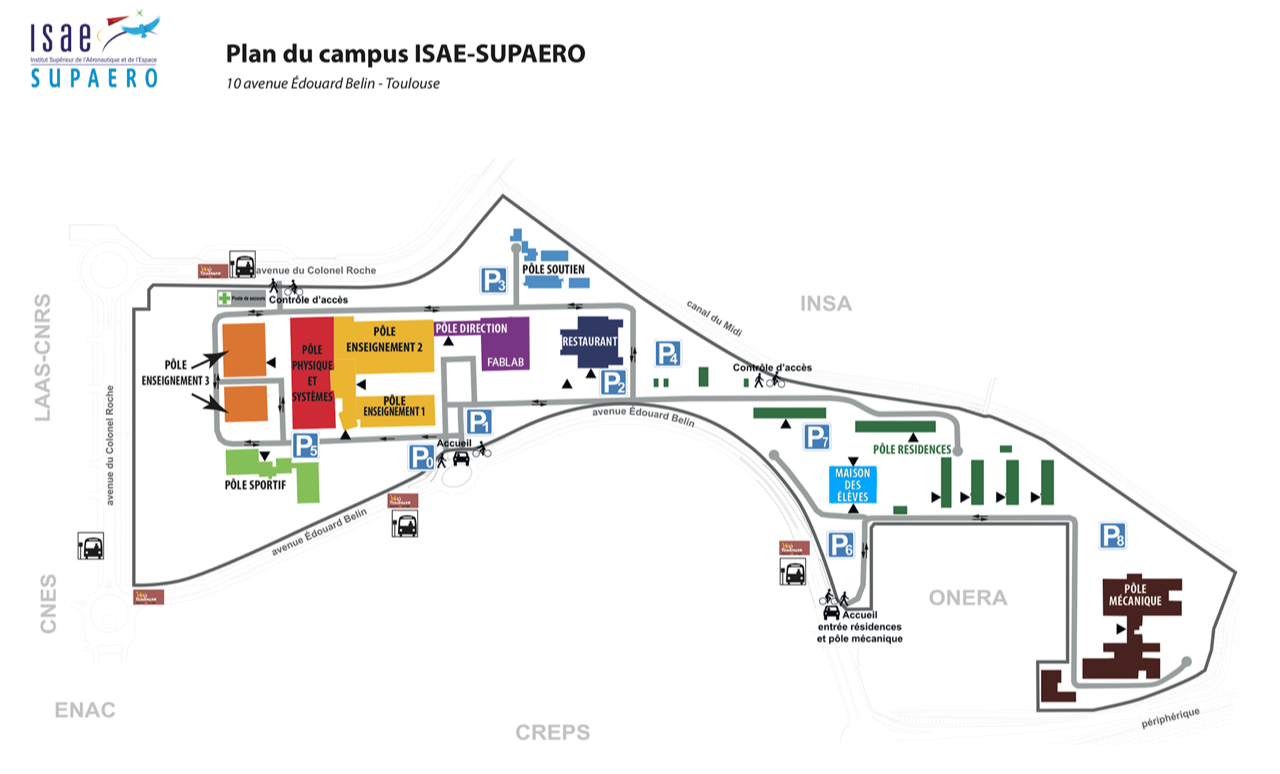 isae
Institut Supérieur de l'Aéronautique et de l'Espace
SUPAERO
Plan du campus ISAE-SUPAERO
10 avenue Édouard Belin - Toulouse
avenue du Colonel Roche
Poste de secours
Contrôle d'accès
P3
PÔLE SOUTIEN
INSA
canal du Midi
LAAS-CNRS
PÔLE
ENSEIGNEMENT 3
PÔLE
PHYSIQUE
ET
SYSTÈMES
PÔLE
ENSEIGNEMENT 2
PÔLE DIRECTION
FABLAB
RESTAURANT
P4
P2
Contrôle d'accès
PÔLE
ENSEIGNEMENT 1
avenue Édouard Belin
P1
P5
P0
Accueil
P7
PÔLE RESIDENCES
avenue du Colonel Roche
PÔLE SPORTIF
MAISON
DES
ÉLÈVES
avenue Édouard Belin
P6
P8
CNES
ONERA
PÔLE
MÉCANIQUE
Accueil
entrée résidences
et pôle mécanique
ENAC
CREPS
périphérique